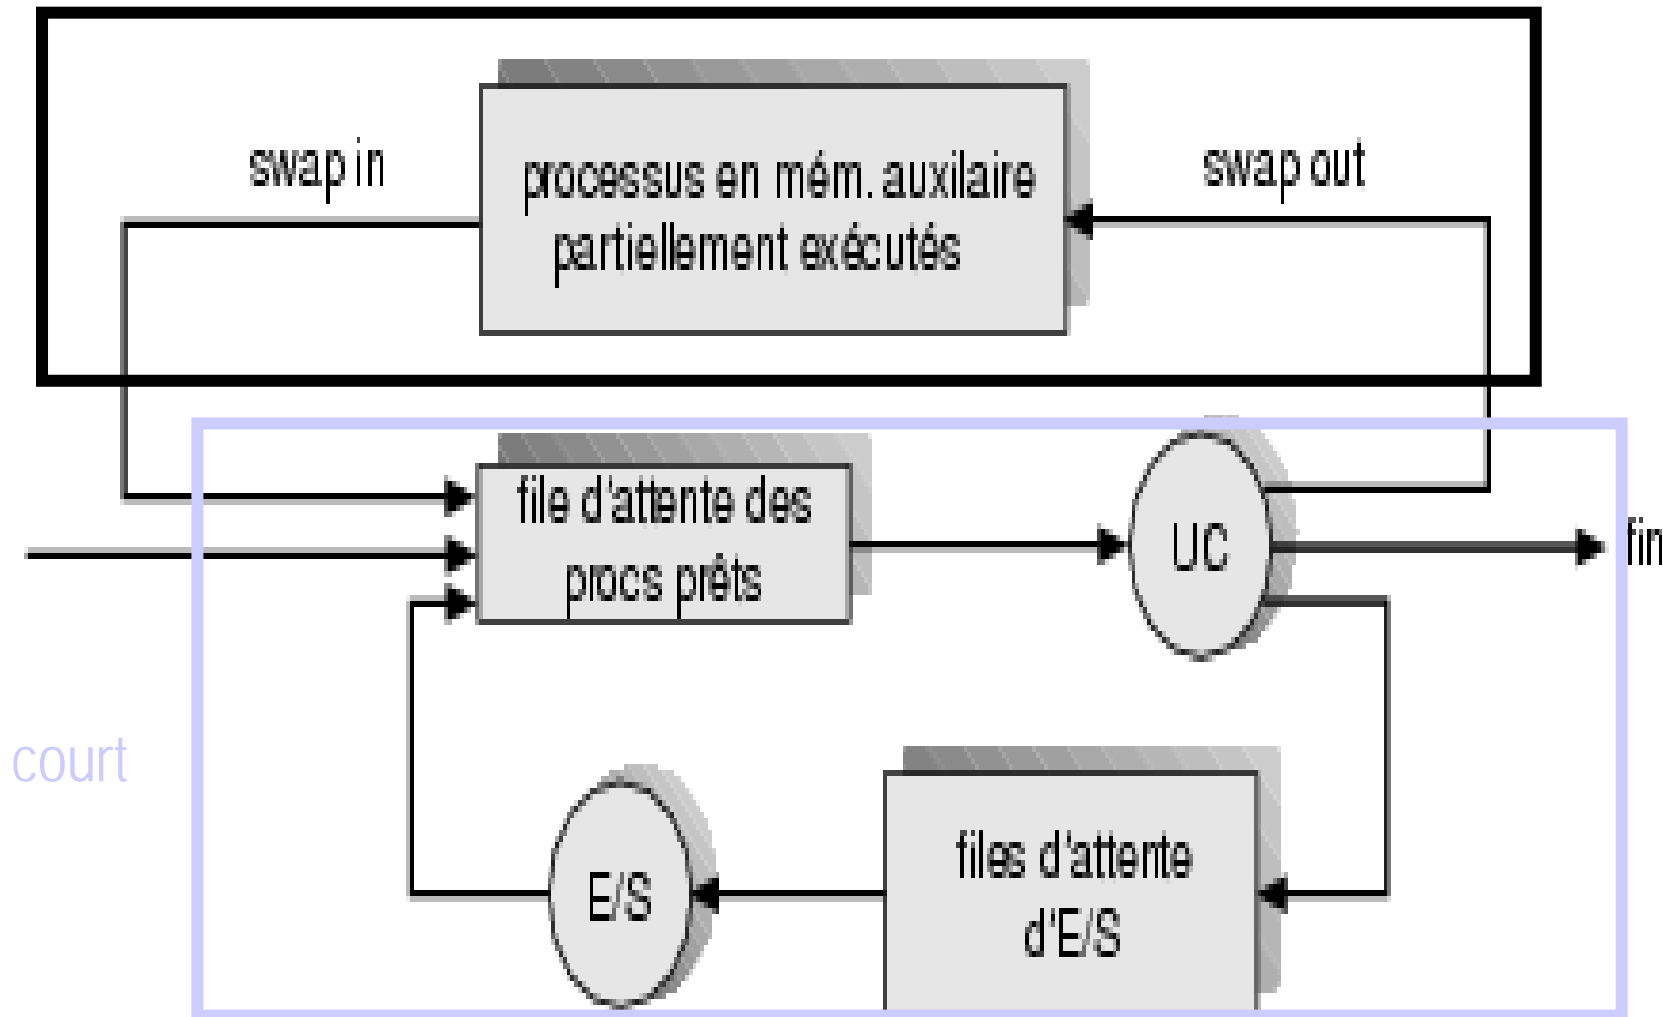 swap in
processus en mém. auxilaire
partiellement exécutés
swap out
file d'attente des
procs prêts
UC
fin
court
E/S
files d'attente
d'E/S